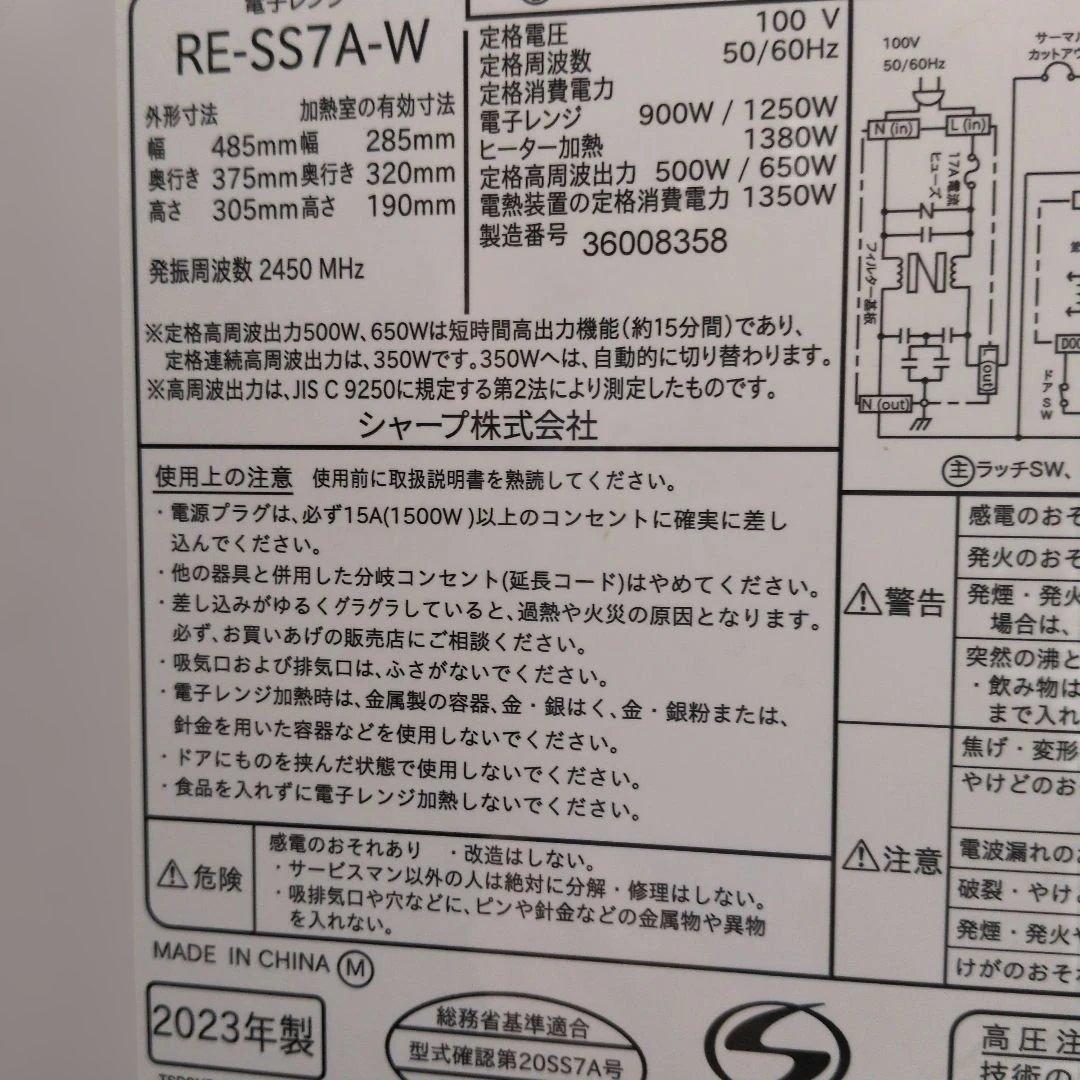 電子レンジ
RE-SS7A-W
外形寸法
幅 485mm
奥行き 375mm
高さ 305mm
加熱室の有効寸法
幅 285mm
奥行き 320mm
高さ 190mm
発振周波数 2450 MHz
定格電圧 100 V
定格周波数 50/60Hz
定格消費電力
電子レンジ 900W / 1250W
ヒーター加熱 1380W
定格高周波出力 500W / 650W
電熱装置の定格消費電力 1350W
製造番号 36008358
※定格高周波出力500W、650Wは短時間高出力機能(約15分間)であり、
定格連続高周波出力は、350Wです。350Wへは、自動的に切り替わります。
※高周波出力は、JIS C 9250に規定する第2法により測定したものです。
シャープ株式会社
使用上の注意 使用前に取扱説明書を熟読してください。
・電源プラグは、必ず15A(1500W)以上のコンセントに確実に差し
込んでください。
・他の器具と併用した分岐コンセント(延長コード)はやめてください。
・差し込みがゆるくグラグラしていると、過熱や火災の原因となります。
必ず、お買いあげの販売店にご相談ください。
・吸気口および排気口は、ふさがないでください。
・電子レンジ加熱時は、金属製の容器、金・銀はく、金・銀粉または、
針金を用いた容器などを使用しないでください。
・ドアにものを挟んだ状態で使用しないでください。
・食品を入れずに電子レンジ加熱しないでください。
⚠危険
感電のおそれあり ・改造はしない。
・サービスマン以外の人は絶対に分解・修理はしない。
・吸排気口や穴などに、ピンや針金などの金属物や異物
を入れない。
MADE IN CHINA Ⓜ
2023年製
総務省基準適合
型式確認第20SS7A号
100V
50/60Hz
サーマル
カットアウ
N (in)
L (in)
17A 電流
ヒューズ
フィルター基板
N (out)
L (out)
ドアSW
㊟ラッチSW、
⚠警告
感電のおそ
発火のおそ
発煙・発火
場合は、
突然の沸と
・飲み物は
まで入れ
⚠注意
焦げ・変形
やけどのお
電波漏れのお
破裂・やけ
発煙・発火や
けがのおそれ
高圧注
技術の